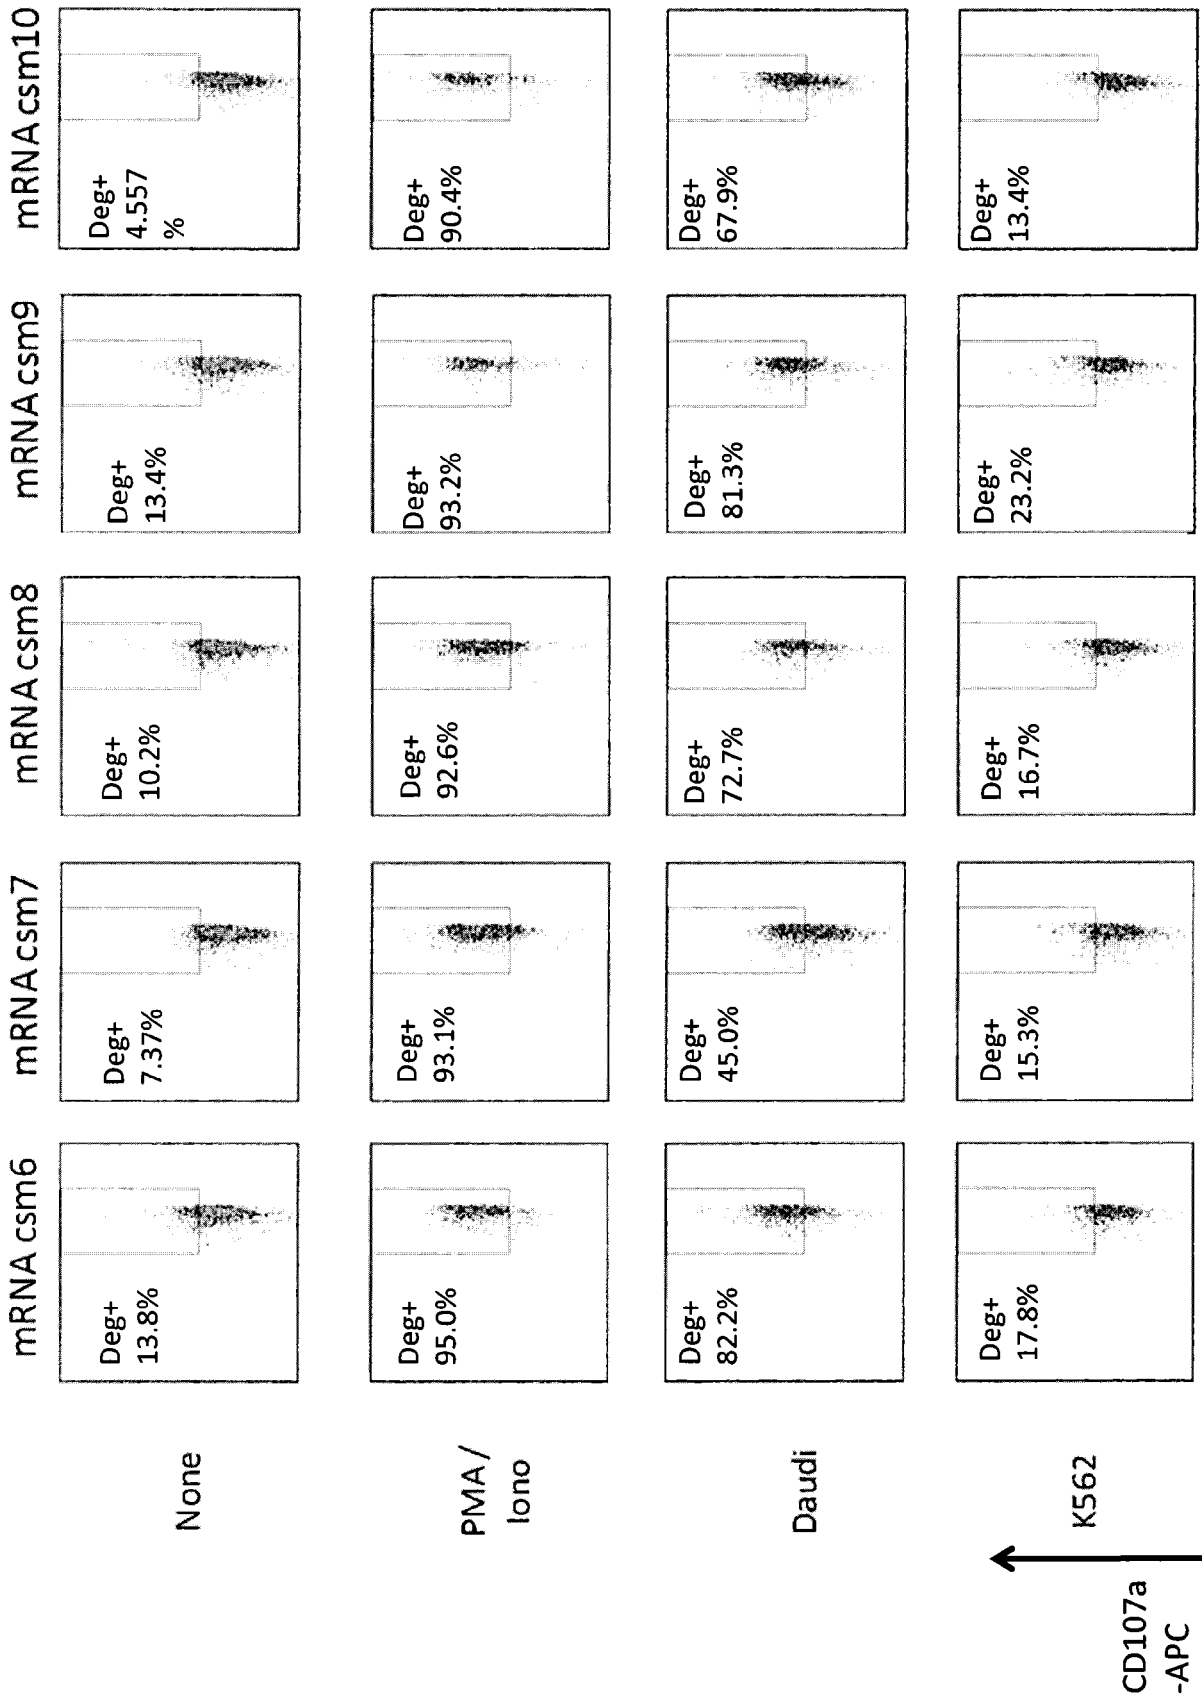 mRNA csm6
mRNA csm7
mRNA csm8
mRNA csm9
mRNA csm10
None
Deg+
13.8%
Deg+
7.37%
Deg+
10.2%
Deg+
13.4%
Deg+
4.557
%
PMA /
Iono
Deg+
95.0%
Deg+
93.1%
Deg+
92.6%
Deg+
93.2%
Deg+
90.4%
Daudi
Deg+
82.2%
Deg+
45.0%
Deg+
72.7%
Deg+
81.3%
Deg+
67.9%
K562
Deg+
17.8%
Deg+
15.3%
Deg+
16.7%
Deg+
23.2%
Deg+
13.4%
CD107a
-APC